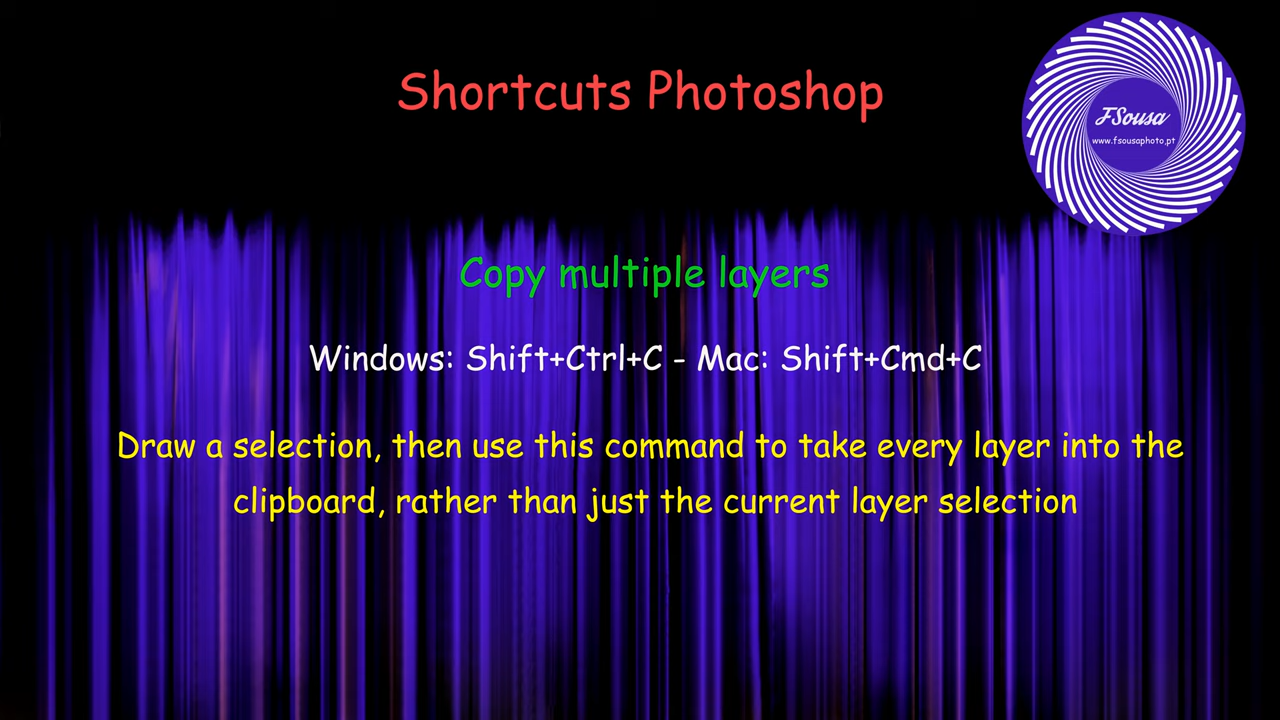 Shortcuts Photoshop
FSousa
www.fsousaphoto.pt
Copy multiple layers
Windows: Shift+Ctrl+C - Mac: Shift+Cmd+C
Draw a selection, then use this command to take every layer into the
clipboard, rather than just the current layer selection